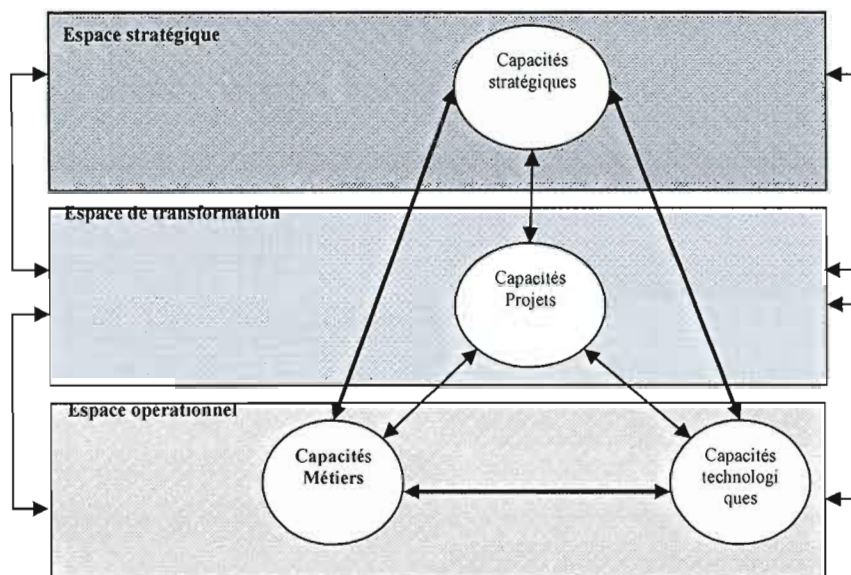 Espace stratégique
Capacités
stratégiques
Espace de transformation
Capacités
Projets
Espace opérationnel
Capacités
Métiers
Capacités
technologi
ques